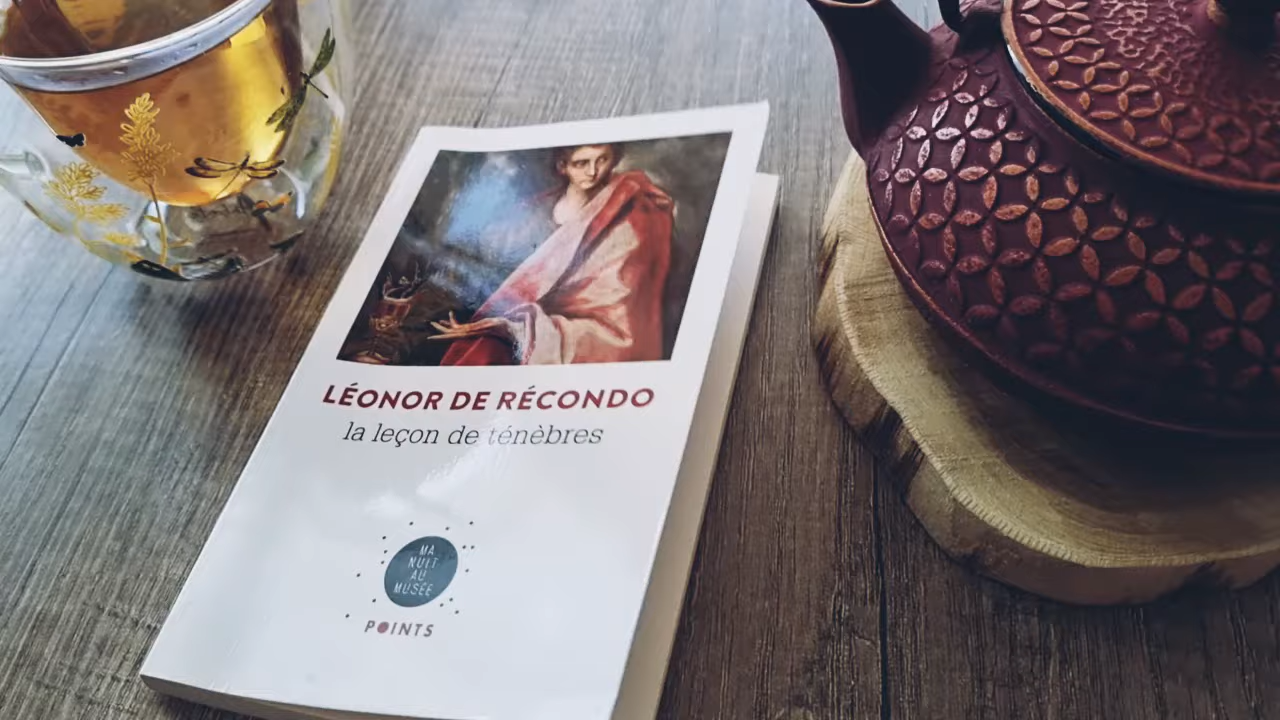 LÉONOR DE RÉCONDO
la leçon de ténèbres
MA
NUIT
AU
MUSÉE
POINTS